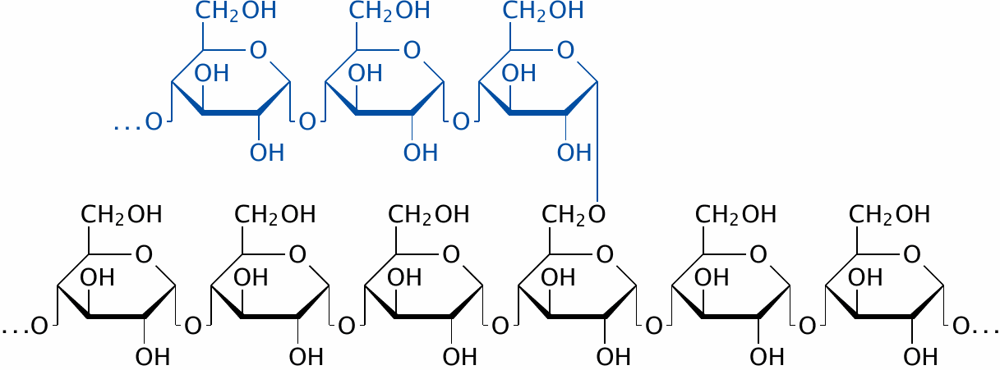 CH₂OH CH₂OH CH₂OH
O O O
OH OH OH
...O O O
OH OH OH
CH₂OH CH₂OH CH₂OH CH₂O CH₂OH CH₂OH
O O O O O O
OH OH OH OH OH OH
...O O O O O O O...
OH OH OH OH OH OH